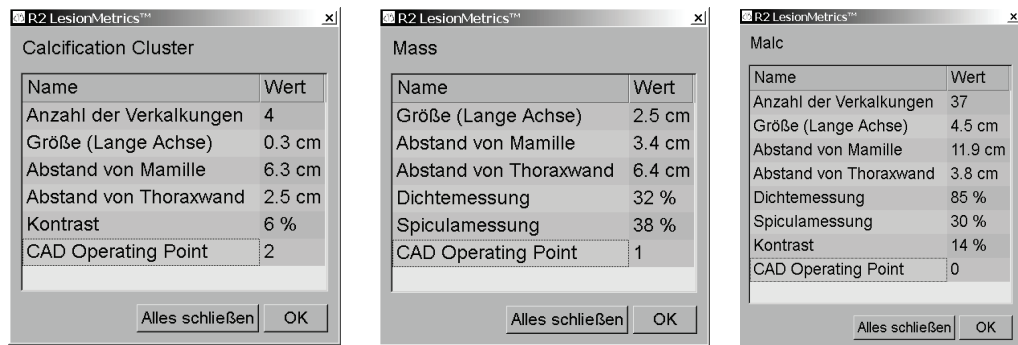 R2 LesionMetrics™
Calcification Cluster
Name Wert
Anzahl der Verkalkungen 4
Größe (Lange Achse) 0.3 cm
Abstand von Mamille 6.3 cm
Abstand von Thoraxwand 2.5 cm
Kontrast 6 %
CAD Operating Point 2
Alles schließen OK
R2 LesionMetrics™
Mass
Name Wert
Größe (Lange Achse) 2.5 cm
Abstand von Mamille 3.4 cm
Abstand von Thoraxwand 6.4 cm
Dichtemessung 32 %
Spiculamessung 38 %
CAD Operating Point 1
Alles schließen OK
R2 LesionMetrics™
Malc
Name Wert
Anzahl der Verkalkungen 37
Größe (Lange Achse) 4.5 cm
Abstand von Mamille 11.9 cm
Abstand von Thoraxwand 3.8 cm
Dichtemessung 85 %
Spiculamessung 30 %
Kontrast 14 %
CAD Operating Point 0
Alles schließen OK